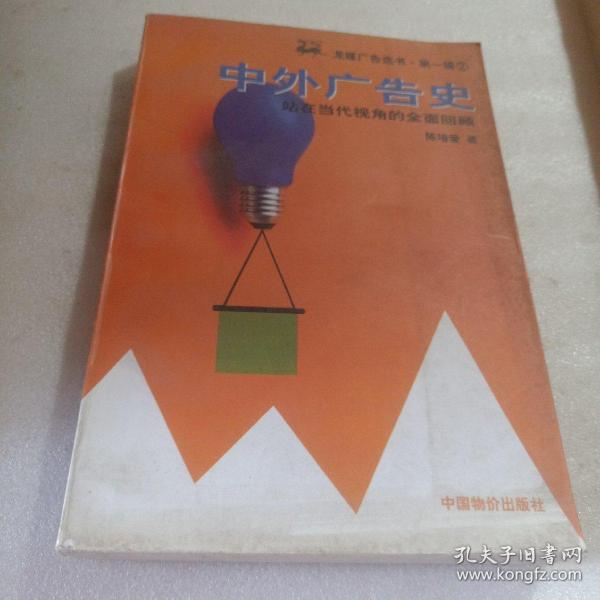 龙媒广告选书·第一辑②
中外广告史
站在当代视角的全面回顾
陈培爱 著
中国物价出版社
孔夫子旧书网
www.kongfz.com